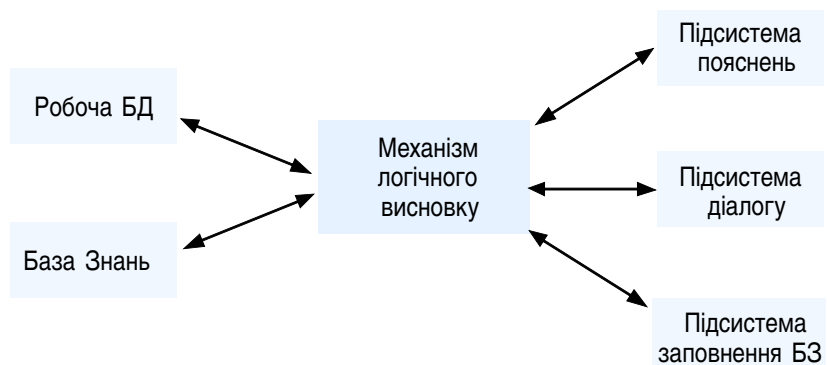 Робоча БД
База Знань
Механізм
логічного
висновку
Підсистема
пояснень
Підсистема
діалогу
Підсистема
заповнення БЗ